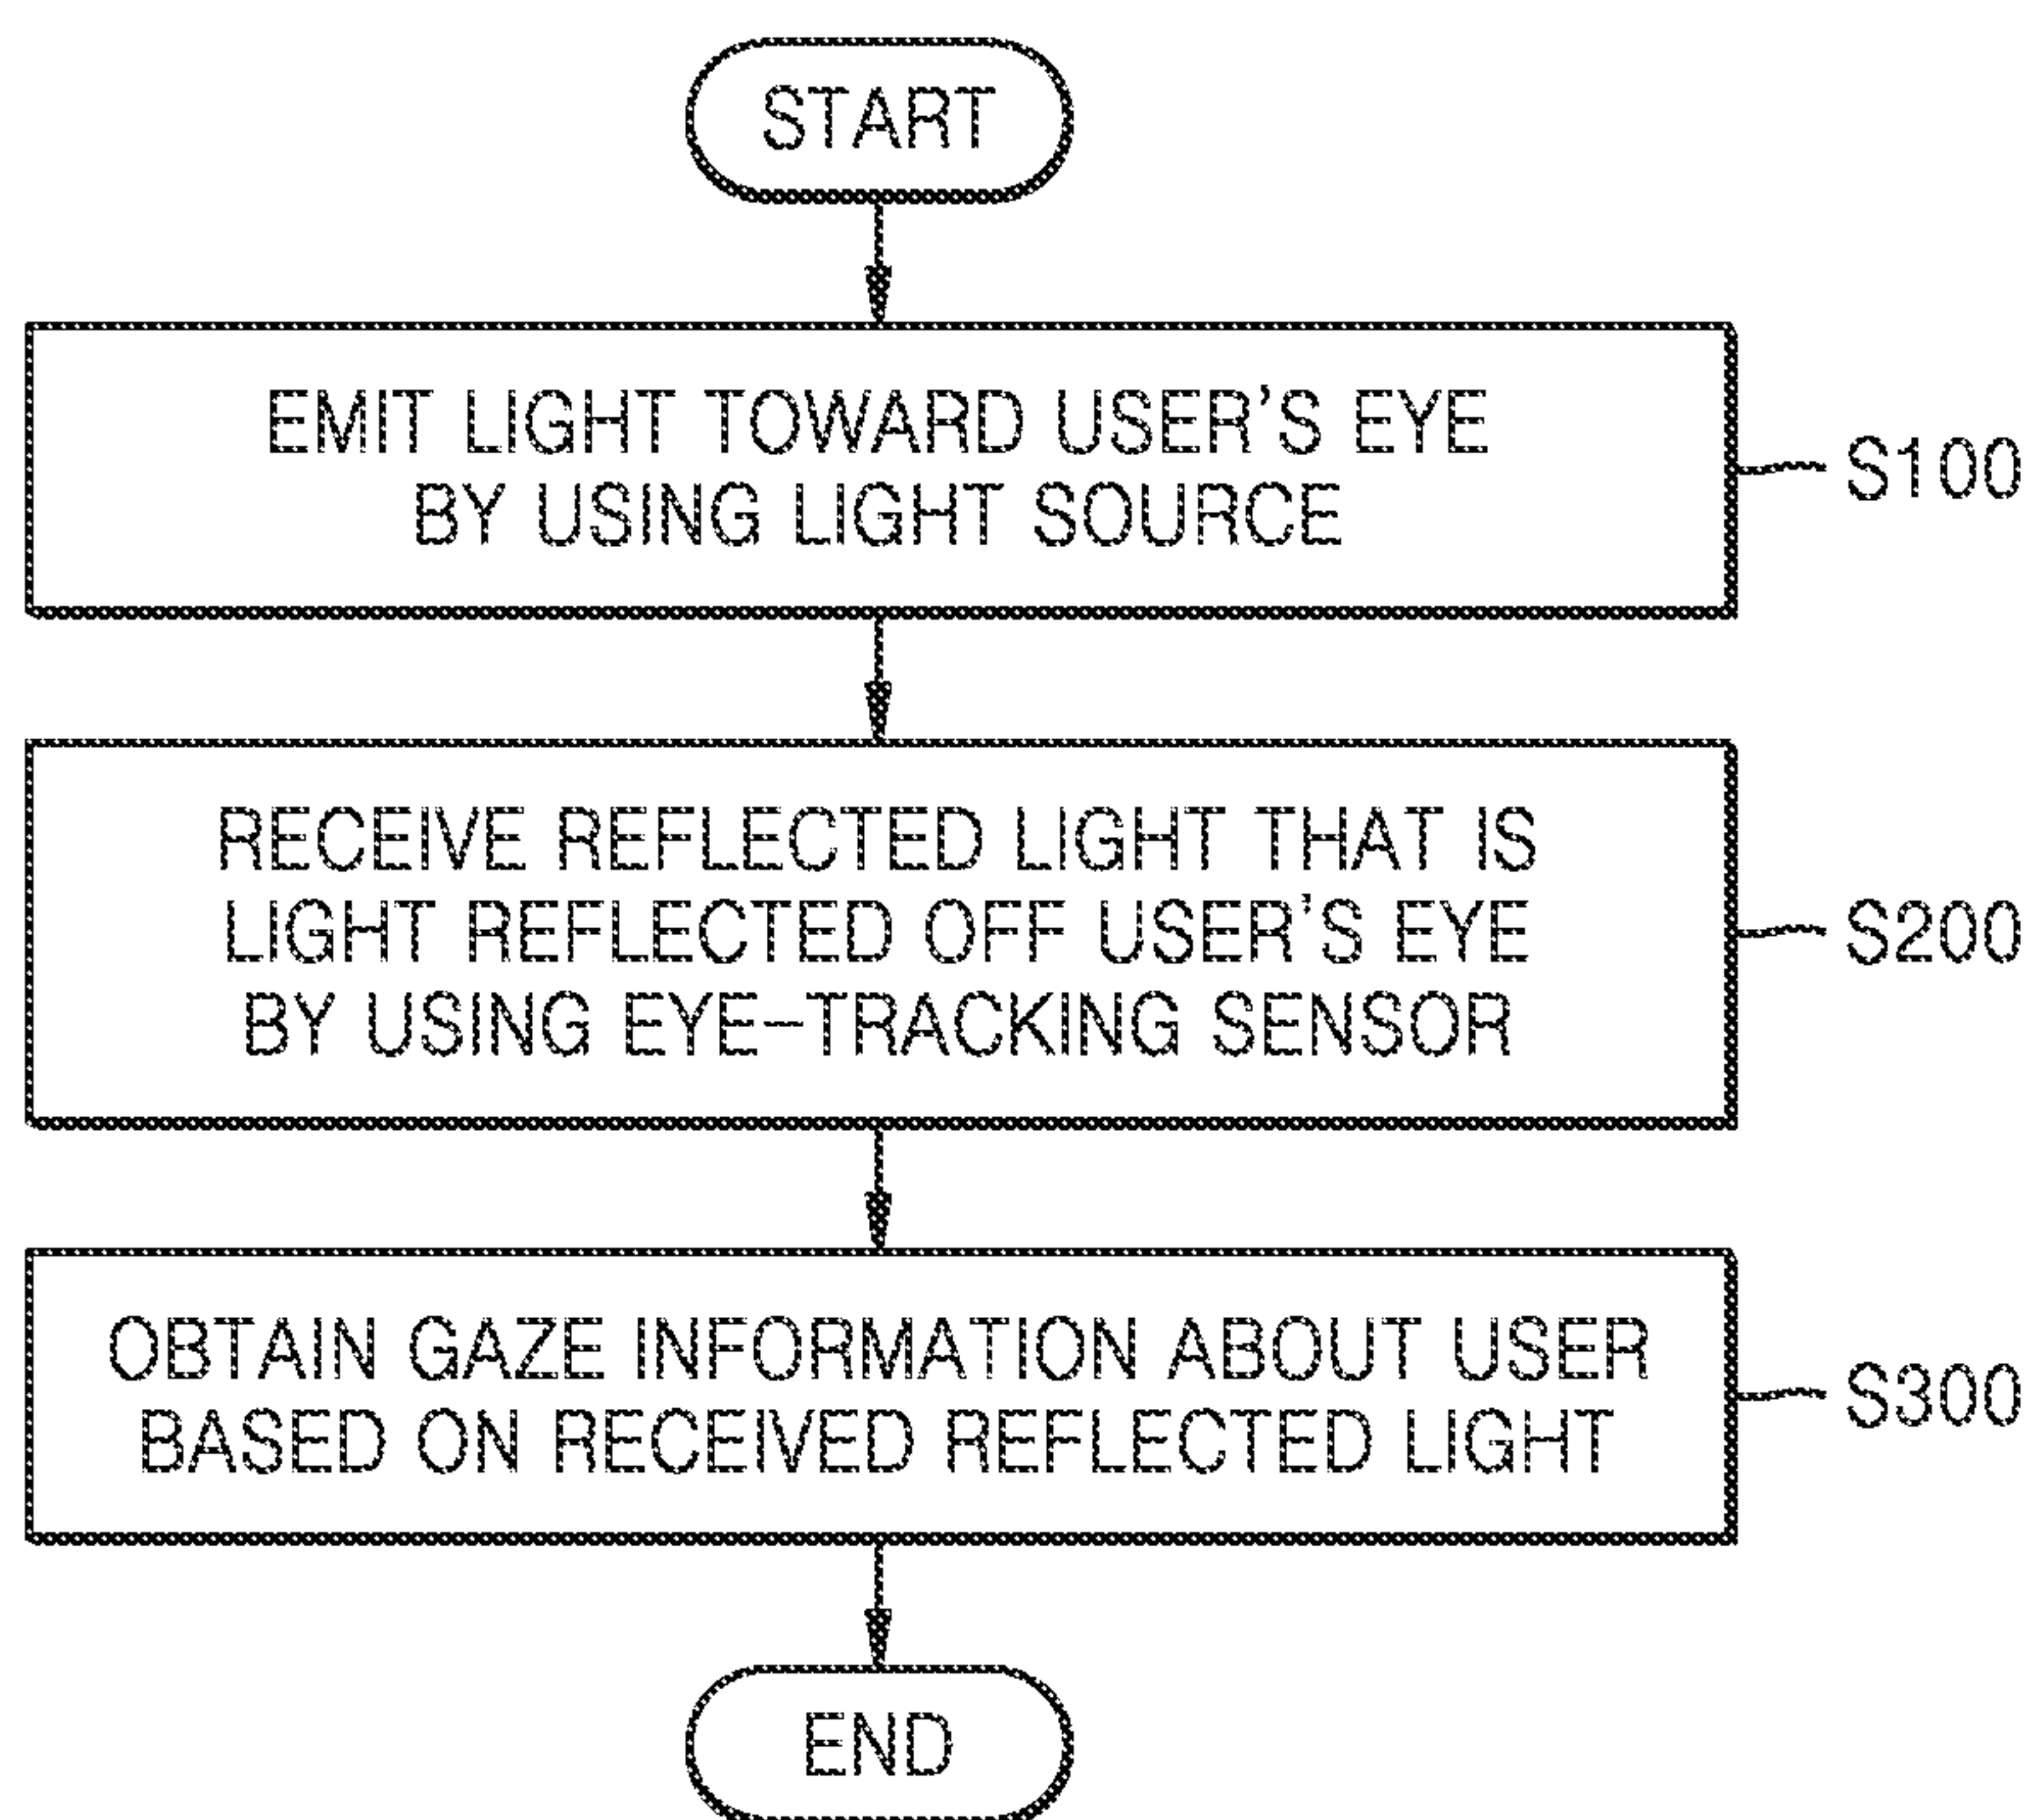 START
EMIT LIGHT TOWARD USER'S EYE
BY USING LIGHT SOURCE
S100
RECEIVE REFLECTED LIGHT THAT IS
LIGHT REFLECTED OFF USER'S EYE
BY USING EYE-TRACKING SENSOR
S200
OBTAIN GAZE INFORMATION ABOUT USER
BASED ON RECEIVED REFLECTED LIGHT
S300
END